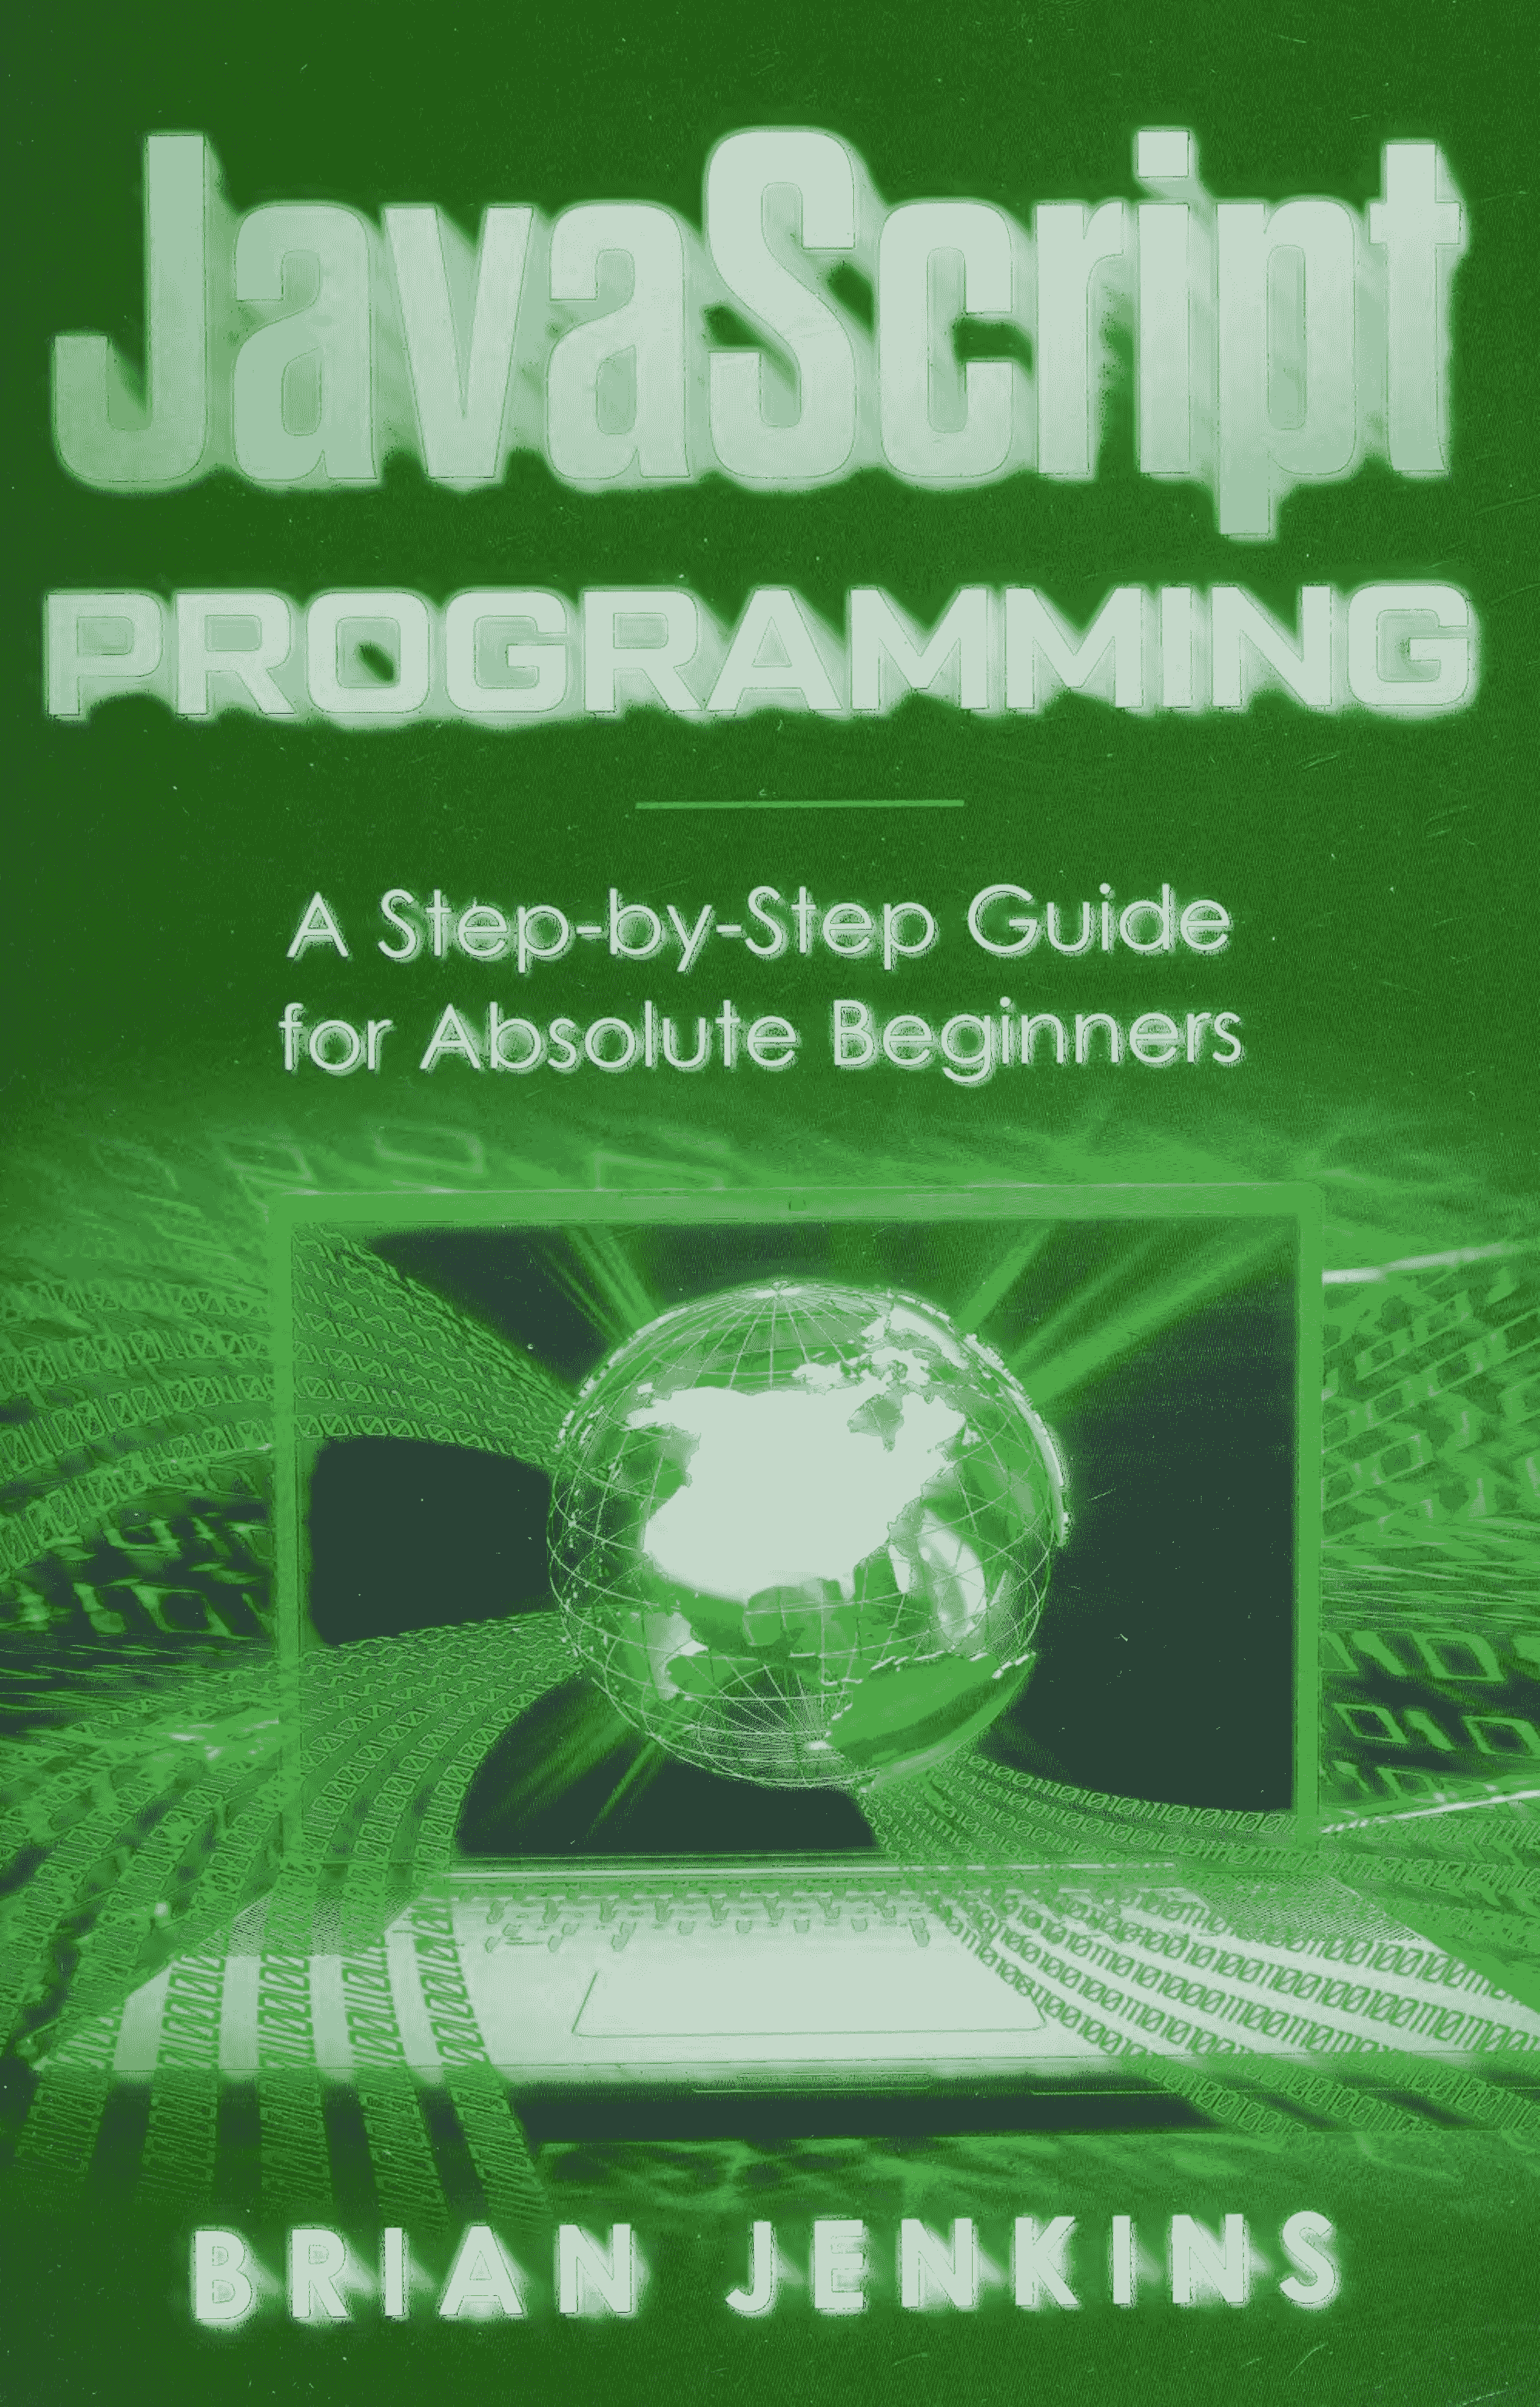 JavaScript
PROGRAMMING
A Step-by-Step Guide
for Absolute Beginners
BRIAN JENKINS